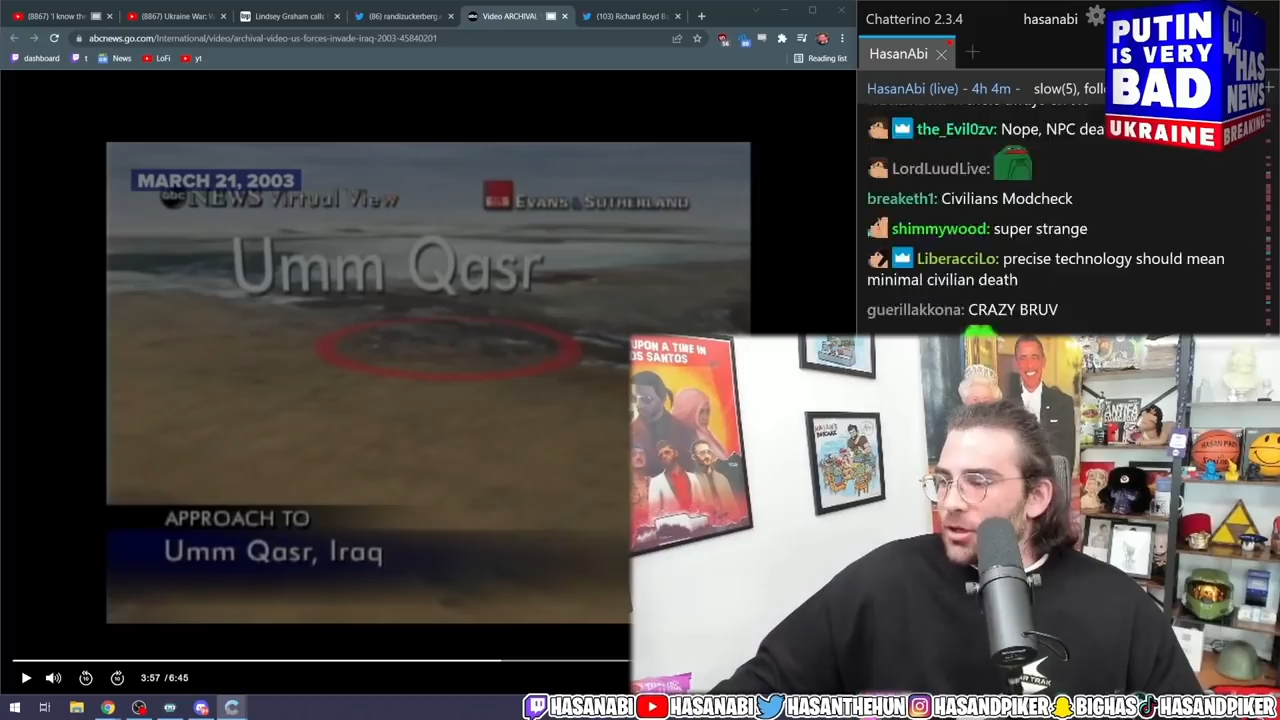 (8867) 'I know the
(8867) Ukraine War: V
Lindsey Graham calls
(86) randizuckerberg.
Video ARCHIVAL
(103) Richard Boyd B
abcnews.go.com/International/video/archival-video-us-forces-invade-iraq-2003-45840201
dashboard
t
News
LoFi
yt
Reading list
MARCH 21, 2003
abc NEWS Virtual View
EVANS & SUTHERLAND
Umm Qasr
APPROACH TO
Umm Qasr, Iraq
3:57 / 6:45
Chatterino 2.3.4
hasanabi
HasanAbi
HasanAbi (live) - 4h 4m - slow(5), foll
the_Evil0zv: Nope, NPC dea
LordLuudLive:
breaketh1: Civilians Modcheck
shimmywood: super strange
LiberacciLo: precise technology should mean
minimal civilian death
guerillakkona: CRAZY BRUV
PUTIN
IS VERY
BAD
UKRAINE
HAS
NEWS
BREAKING
UPON A TIME IN
OS SANTOS
ANTIFA
HASANABI
HASANABI
HASANTHEHUN
HASANDPIKER
BIGHAS
HASANDPIKER